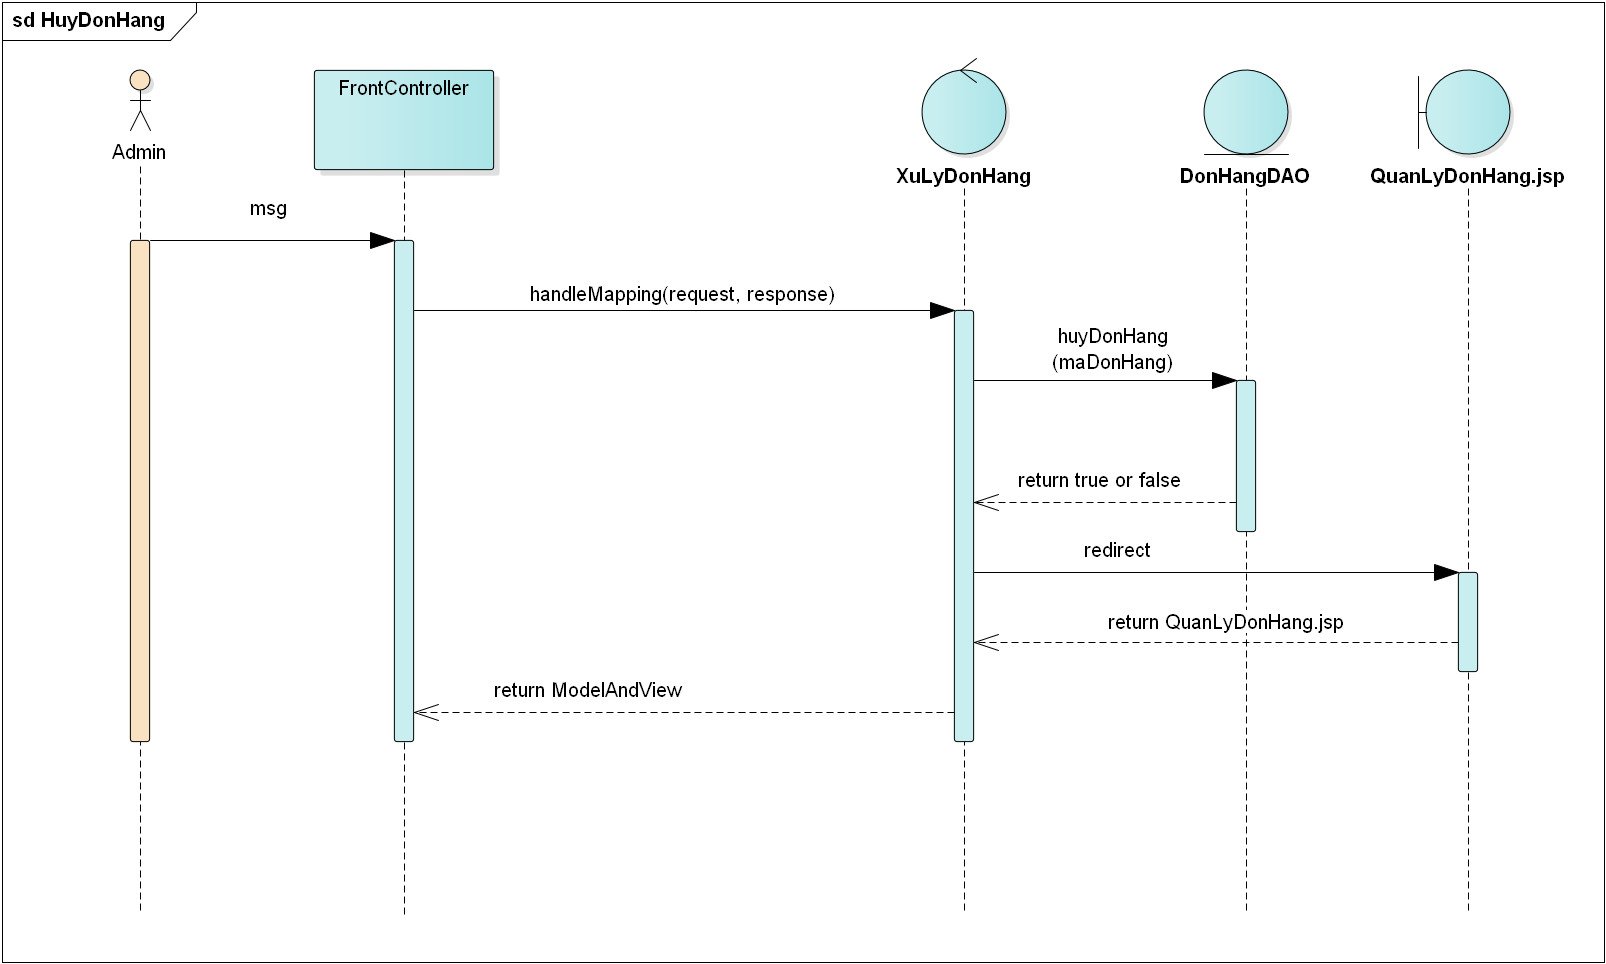 sd HuyDonHang
FrontController
Admin
XuLyDonHang
DonHangDAO
QuanLyDonHang.jsp
msg
handleMapping(request, response)
huyDonHang
(maDonHang)
return true or false
redirect
return QuanLyDonHang.jsp
return ModelAndView